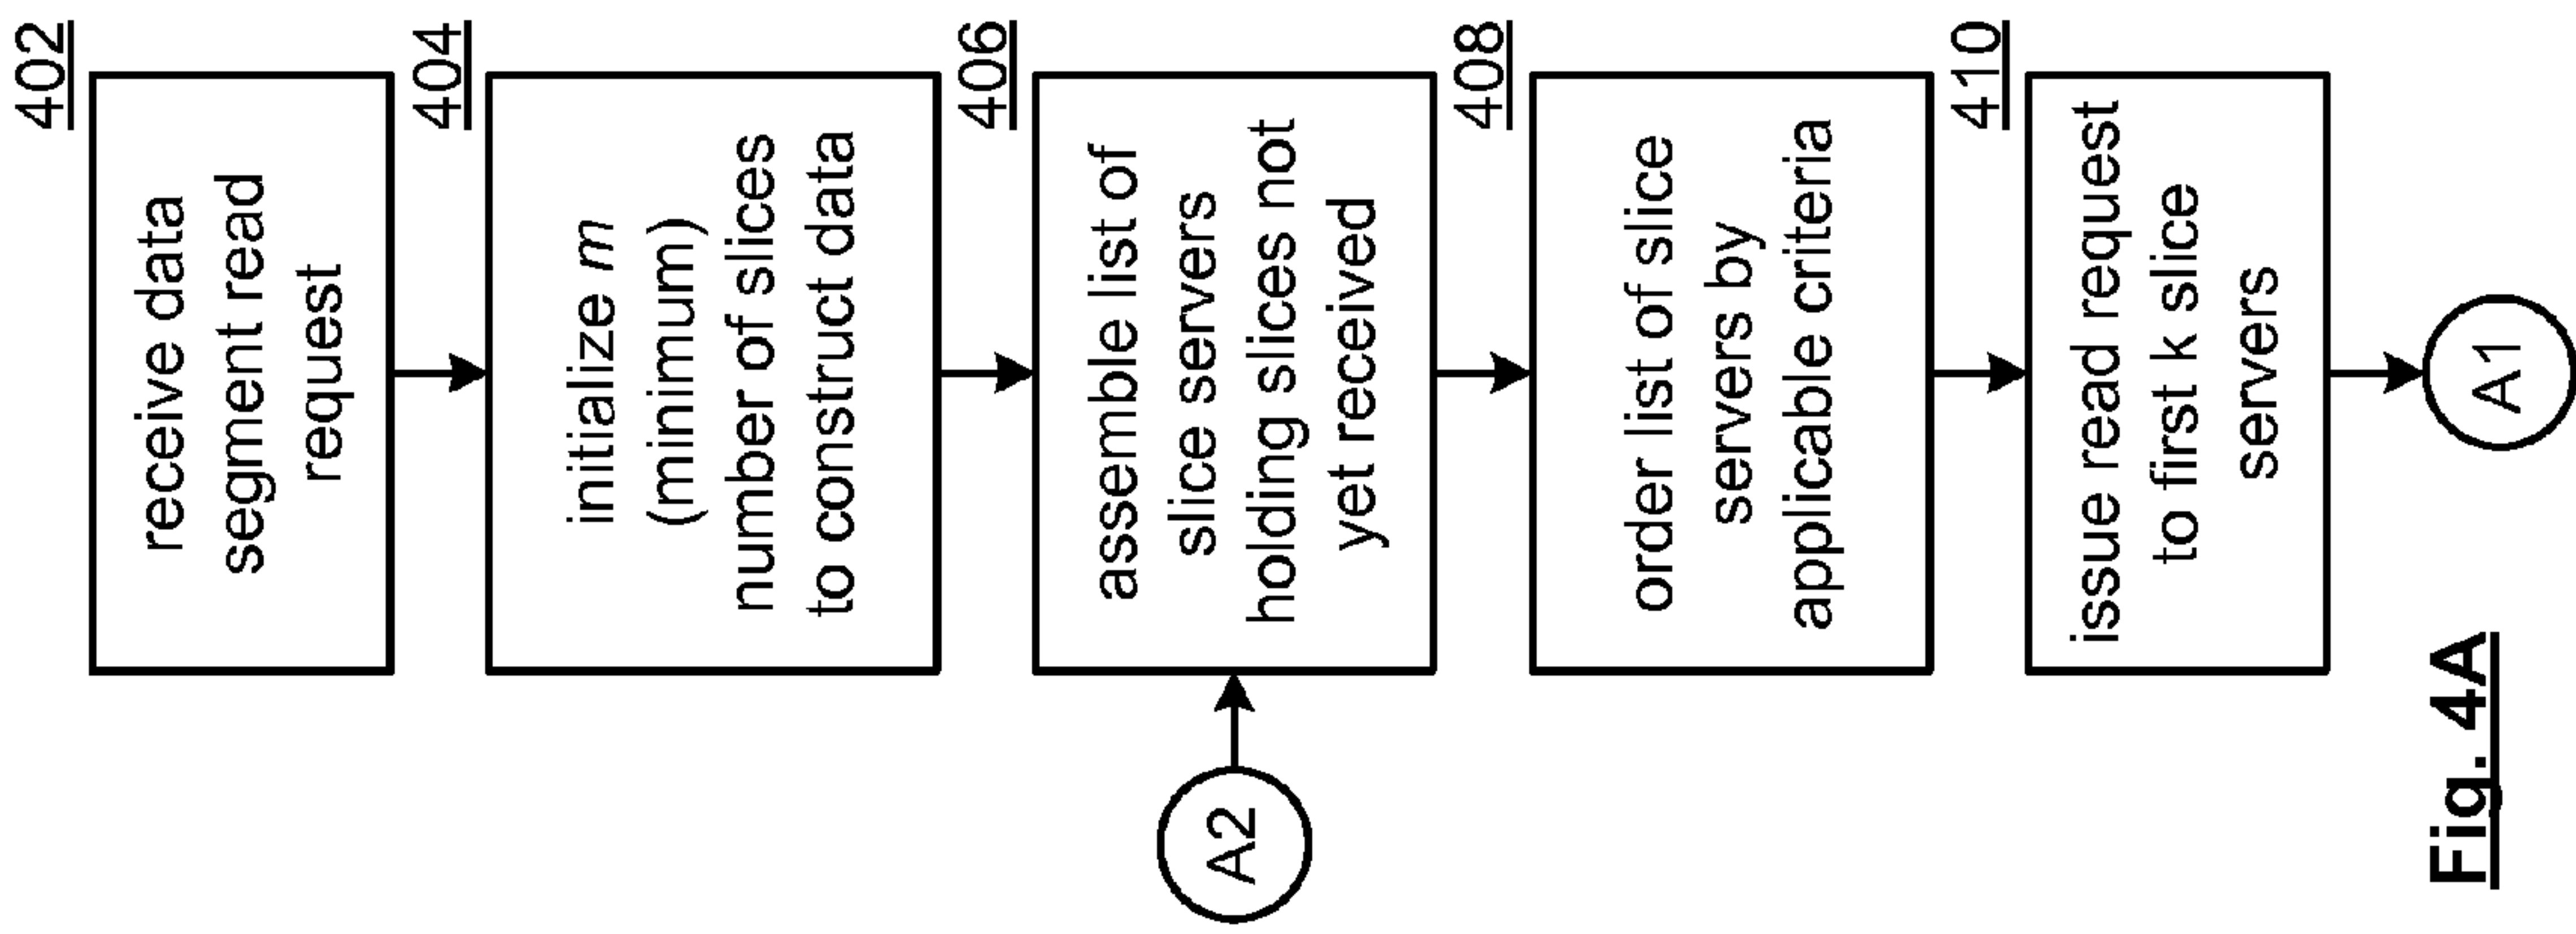 402
receive data
segment read
request
404
initialize m
(minimum)
number of slices
to construct data
406
assemble list of
slice servers
holding slices not
yet received
A2
408
order list of slice
servers by
applicable criteria
410
issue read request
to first k slice
servers
A1
Fig. 4A